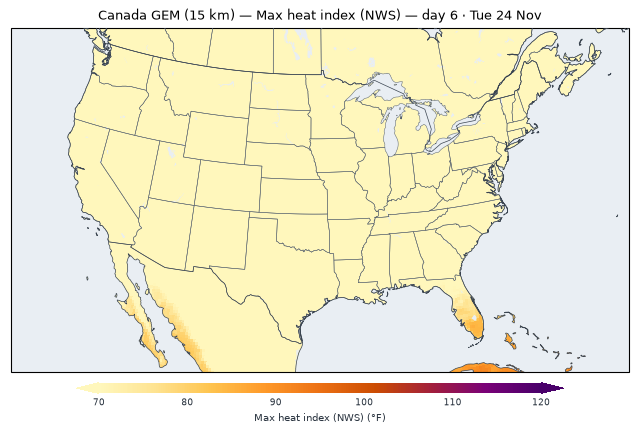 Canada GEM (15 km) — Max heat index (NWS) — day 6 · Tue 24 Nov
70 80 90 100 110 120
Max heat index (NWS) (°F)